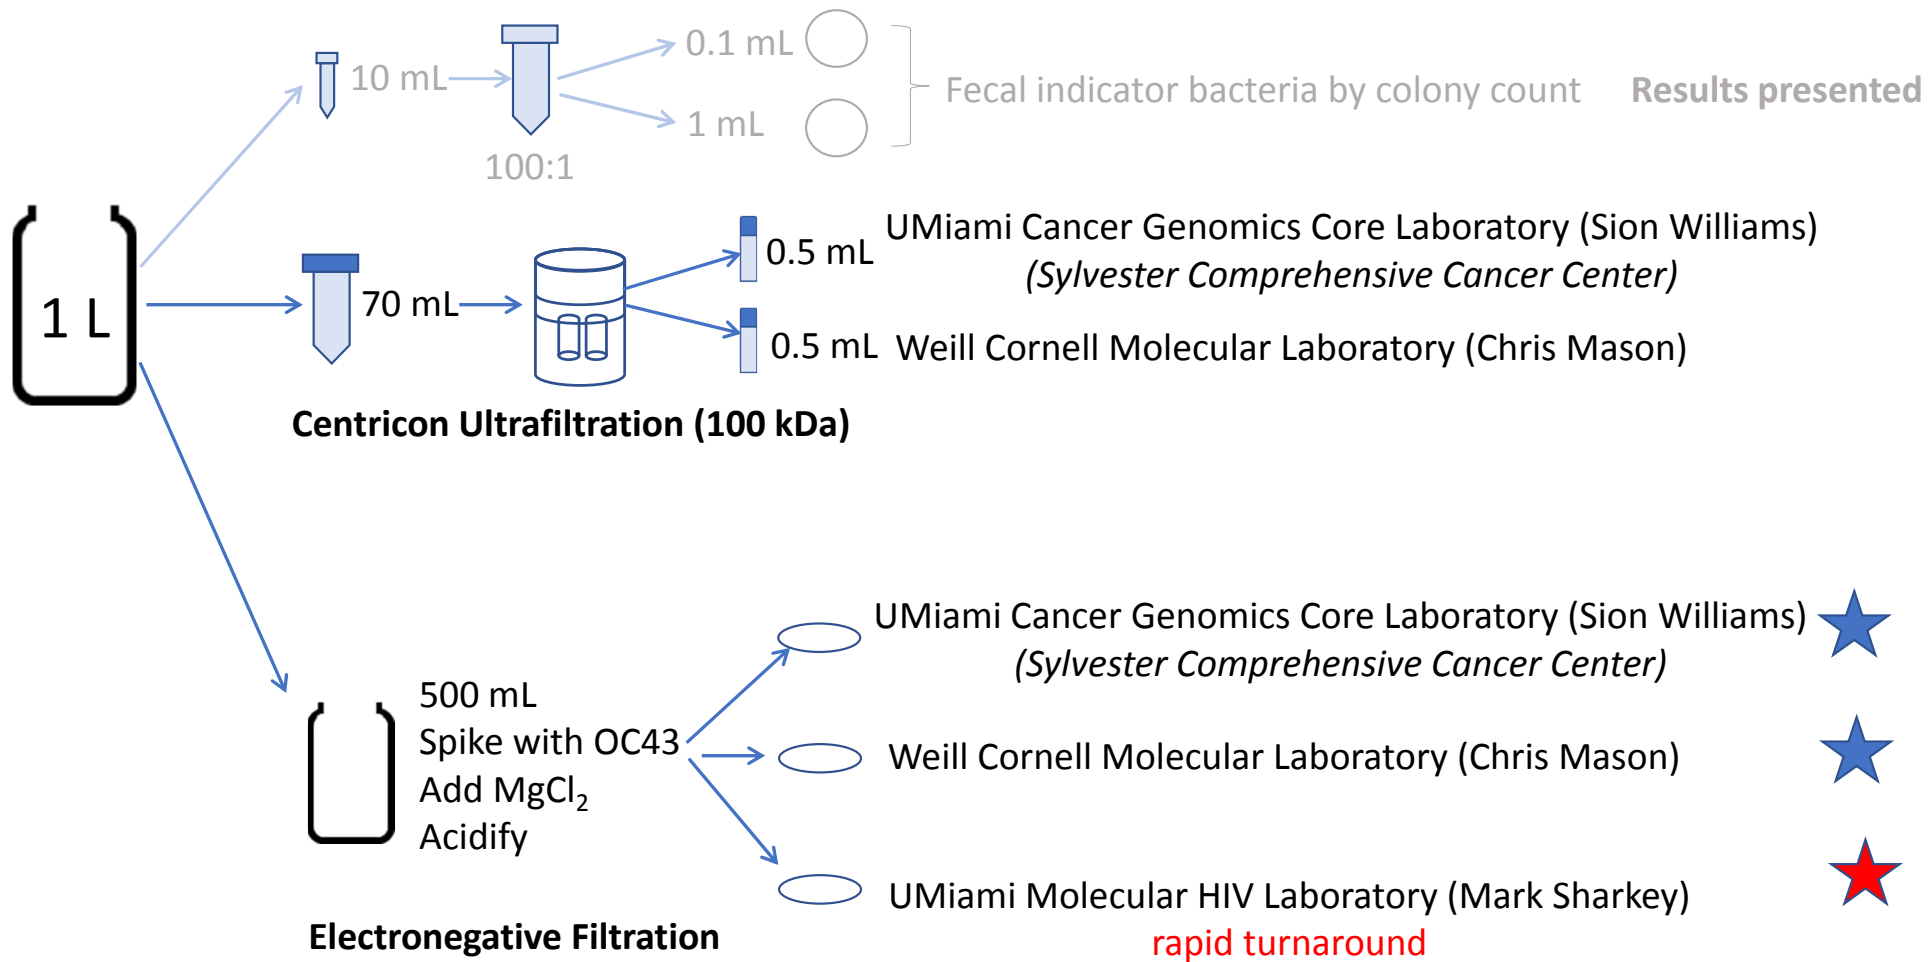 10 mL
100:1
0.1 mL
1 mL
Fecal indicator bacteria by colony count
Results presented
1 L
70 mL
0.5 mL
UMiami Cancer Genomics Core Laboratory (Sion Williams)
(Sylvester Comprehensive Cancer Center)
0.5 mL
Weill Cornell Molecular Laboratory (Chris Mason)
Centricon Ultrafiltration (100 kDa)
500 mL
Spike with OC43
Add MgCl₂
Acidify
UMiami Cancer Genomics Core Laboratory (Sion Williams)
(Sylvester Comprehensive Cancer Center)
Weill Cornell Molecular Laboratory (Chris Mason)
UMiami Molecular HIV Laboratory (Mark Sharkey)
rapid turnaround
Electronegative Filtration